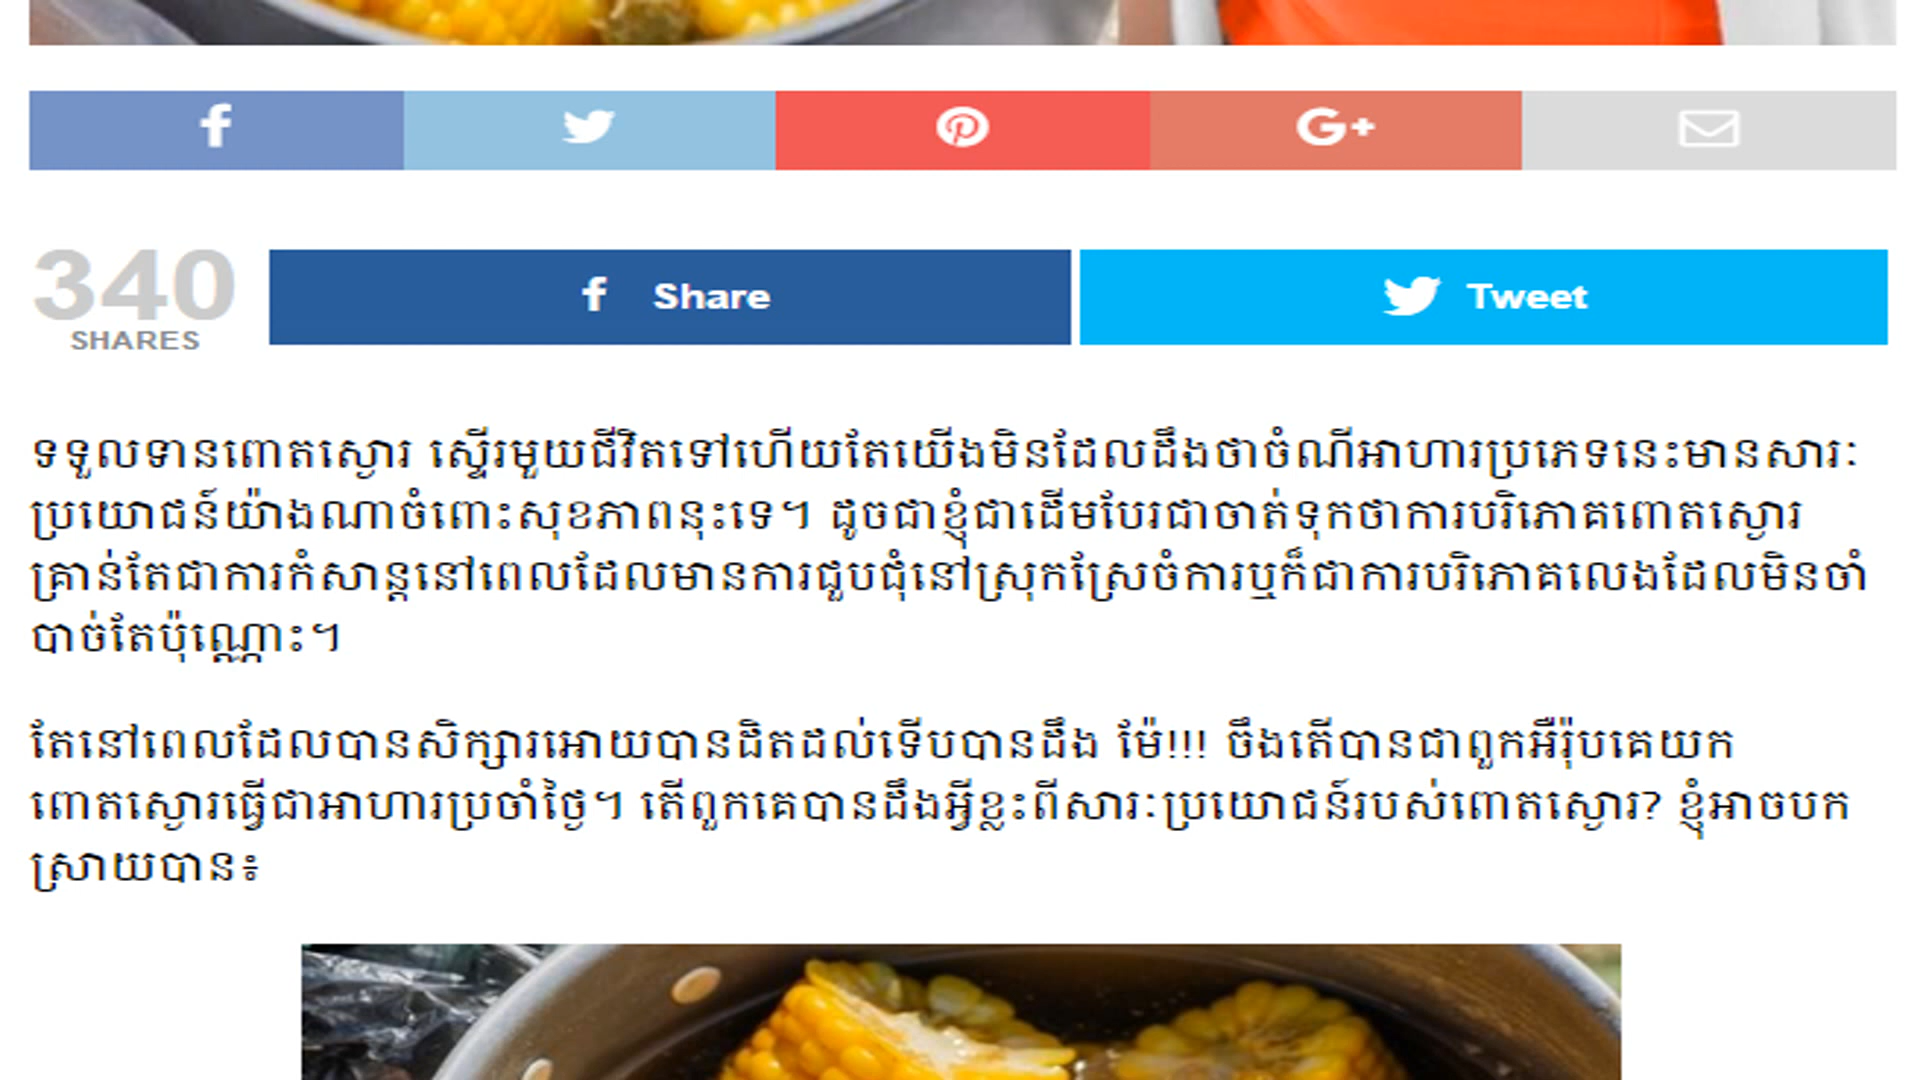 340
SHARES
Share
Tweet
ទទួលទានពោតស្ងោរ ស្ទើរមួយជីវិតទៅហើយតែយើងមិនដែលដឹងថាចំណីអាហារប្រភេទនេះមានសារៈ
ប្រយោជន៍យ៉ាងណាចំពោះសុខភាពនុះទេ។ ដូចជាខ្ញុំជាដើមបែរជាចាត់ទុកថាការបរិភោគពោតស្ងោរ
គ្រាន់តែជាការកំសាន្តនៅពេលដែលមានការជួបជុំនៅស្រុកស្រែចំការឬក៏ជាការបរិភោគលេងដែលមិនចាំ
បាច់តែប៉ុណ្ណោះ។
តែនៅពេលដែលបានសិក្សារអោយបានដិតដល់ទើបបានដឹង ម៉ែ!!! ចឹងតើបានជាពួកអឺរ៉ុបគេយក
ពោតស្ងោរធ្វើជាអាហារប្រចាំថ្ងៃ។ តើពួកគេបានដឹងអ្វីខ្លះពីសារៈប្រយោជន៍របស់ពោតស្ងោរ? ខ្ញុំអាចបក
ស្រាយបាន៖